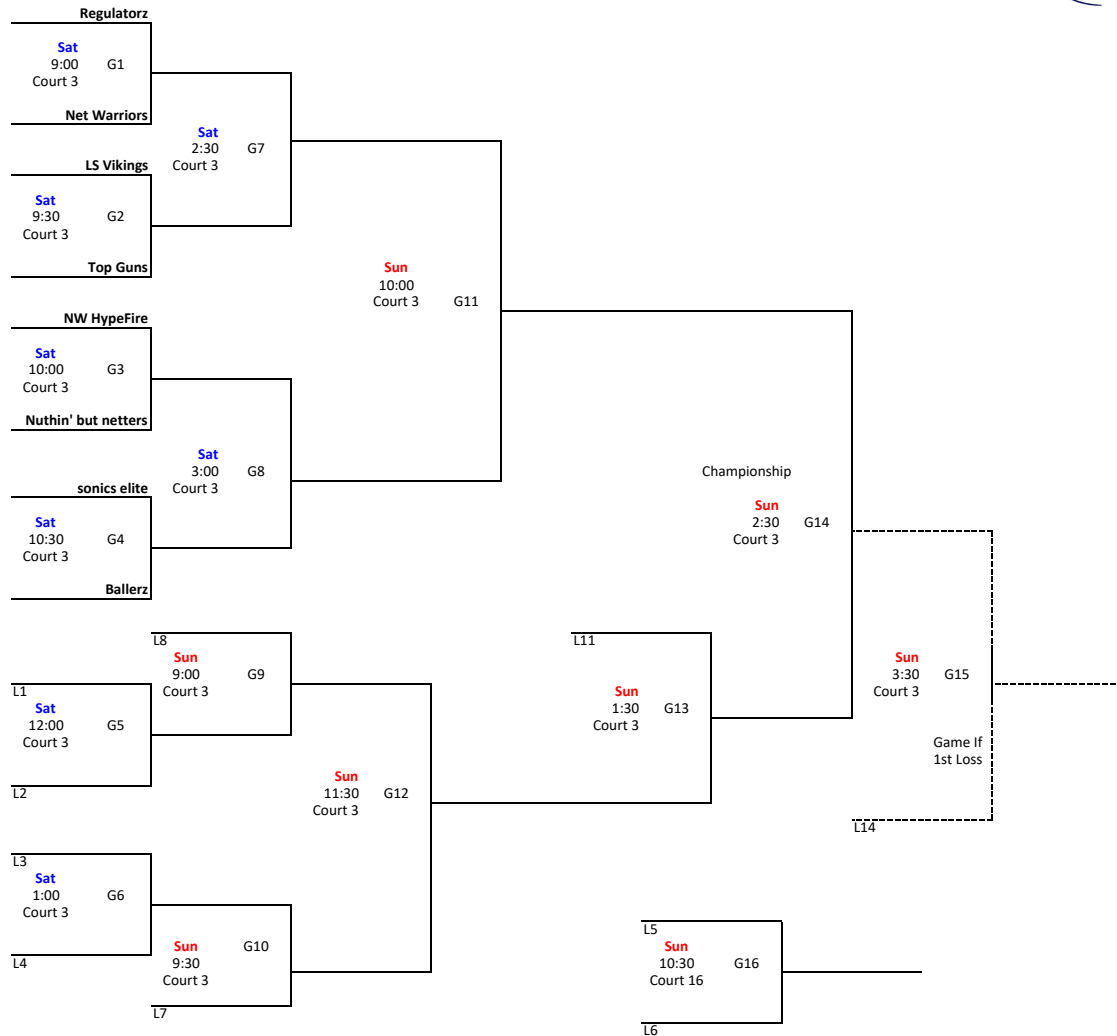 Regulatorz
Sat
9:00 G1
Court 3
Net Warriors
Sat
2:30 G7
Court 3
LS Vikings
Sat
9:30 G2
Court 3
Top Guns
Sun
10:00
Court 3 G11
NW HypeFire
Sat
10:00 G3
Court 3
Nuthin' but netters
Sat
3:00 G8
Court 3
sonics elite
Sat
10:30 G4
Court 3
Ballerz
Championship
Sun
2:30 G14
Court 3
L8
Sun
9:00 G9
Court 3
L1
Sat
12:00 G5
Court 3
L2
L11
Sun
1:30 G13
Court 3
Sun
3:30 G15
Court 3
Game If
1st Loss
L14
Sun
11:30 G12
Court 3
L3
Sat
1:00 G6
Court 3
L4
Sun G10
9:30
Court 3
L7
L5
Sun
10:30 G16
Court 16
L6